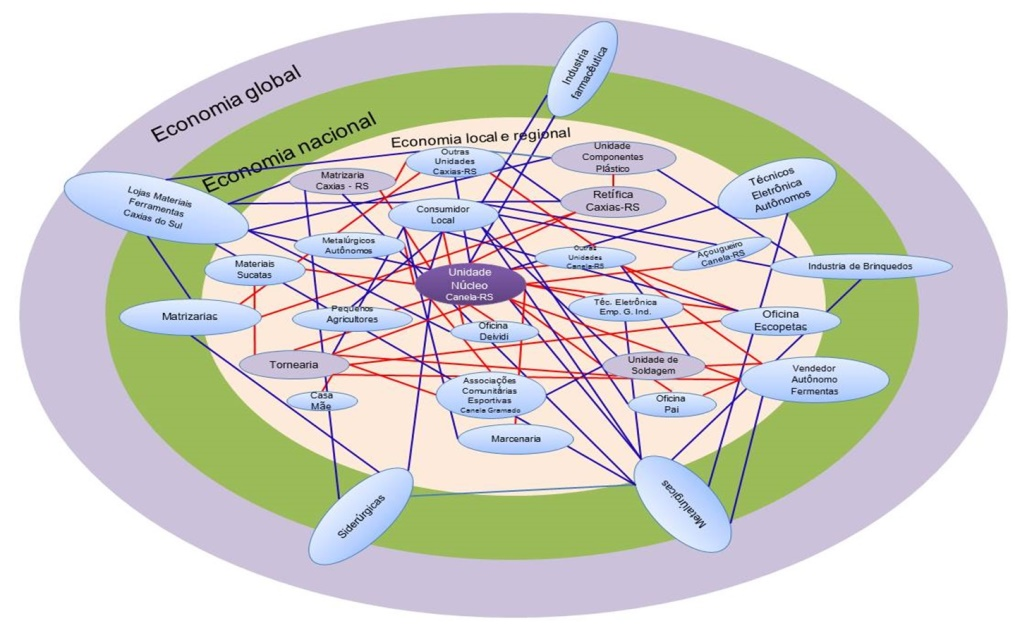 Economia global
Economia nacional
Economia local e regional
Industria
farmacêutica
Outras
Unidades
Caxias-RS
Unidade
Componentes
Plástico
Matrizaria
Caxias - RS
Retífica
Caxias-RS
Técnicos
Eletrônica
Autônomos
Lojas Materiais
Ferramentas
Caxias do Sul
Consumidor
Local
Metalúrgicos
Autônomos
Outras
Unidades
Canela-RS
Açougueiro
Canela-RS
Materiais
Sucatas
Unidade
Núcleo
Canela-RS
Industria de Brinquedos
Matrizarias
Pequenos
Agricultores
Téc. Eletrônica
Emp. G. Ind.
Oficina
Escopetas
Oficina
Deividi
Tornearia
Unidade de
Soldagem
Vendedor
Autônomo
Fermentas
Casa
Mãe
Associações
Comunitárias
Esportivas
Canela Gramado
Oficina
Pai
Marcenaria
Siderúrgicas
Metalúrgicas